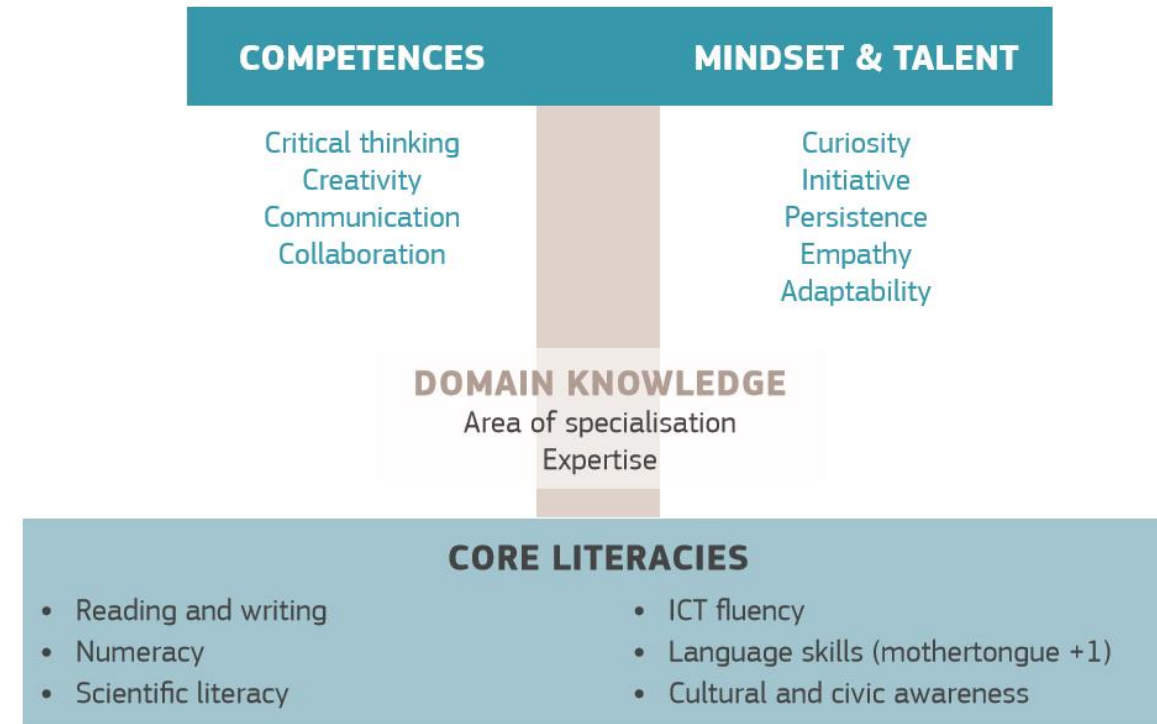 COMPETENCES
Critical thinking
Creativity
Communication
Collaboration
MINDSET & TALENT
Curiosity
Initiative
Persistence
Empathy
Adaptability
DOMAIN KNOWLEDGE
Area of specialisation
Expertise
CORE LITERACIES
• Reading and writing
• Numeracy
• Scientific literacy
• ICT fluency
• Language skills (mothertongue +1)
• Cultural and civic awareness